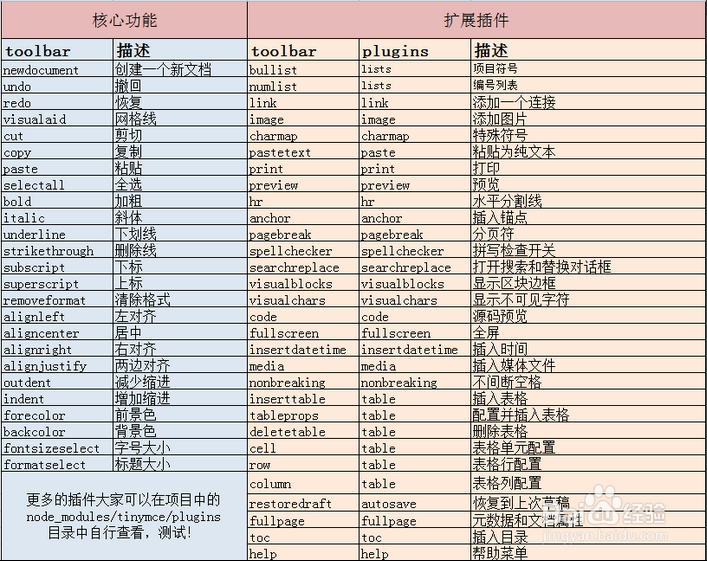 核心功能 扩展插件
toolbar 描述 toolbar plugins 描述
newdocument 创建一个新文档 bullist lists 项目符号
undo 撤回 numlist lists 编号列表
redo 恢复 link link 添加一个连接
visualaid 网格线 image image 添加图片
cut 剪切 charmap charmap 特殊符号
copy 复制 pastetext paste 粘贴为纯文本
paste 粘贴 print print 打印
selectall 全选 preview preview 预览
bold 加粗 hr hr 水平分割线
italic 斜体 anchor anchor 插入锚点
underline 下划线 pagebreak pagebreak 分页符
strikethrough 删除线 spellchecker spellchecker 拼写检查开关
subscript 下标 searchreplace searchreplace 打开搜索和替换对话框
superscript 上标 visualblocks visualblocks 显示区块边框
removeformat 清除格式 visualchars visualchars 显示不可见字符
alignleft 左对齐 code code 源码预览
aligncenter 居中 fullscreen fullscreen 全屏
alignright 右对齐 insertdatetime insertdatetime 插入时间
alignjustify 两边对齐 media media 插入媒体文件
outdent 减少缩进 nonbreaking nonbreaking 不间断空格
indent 增加缩进 inserttable table 插入表格
forecolor 前景色 tableprops table 配置并插入表格
backcolor 背景色 deletetable table 删除表格
fontsizeselect 字号大小 cell table 表格单元配置
formatselect 标题大小 row table 表格行配置
column table 表格列配置
更多的插件大家可以在项目中的
node_modules/tinymce/plugins
目录中自行查看，测试！
restoredraft autosave 恢复到上次草稿
fullpage fullpage 元数据和文档属性
toc toc 插入目录
help help 帮助菜单
Baidu 经验
jingyan.baidu.com